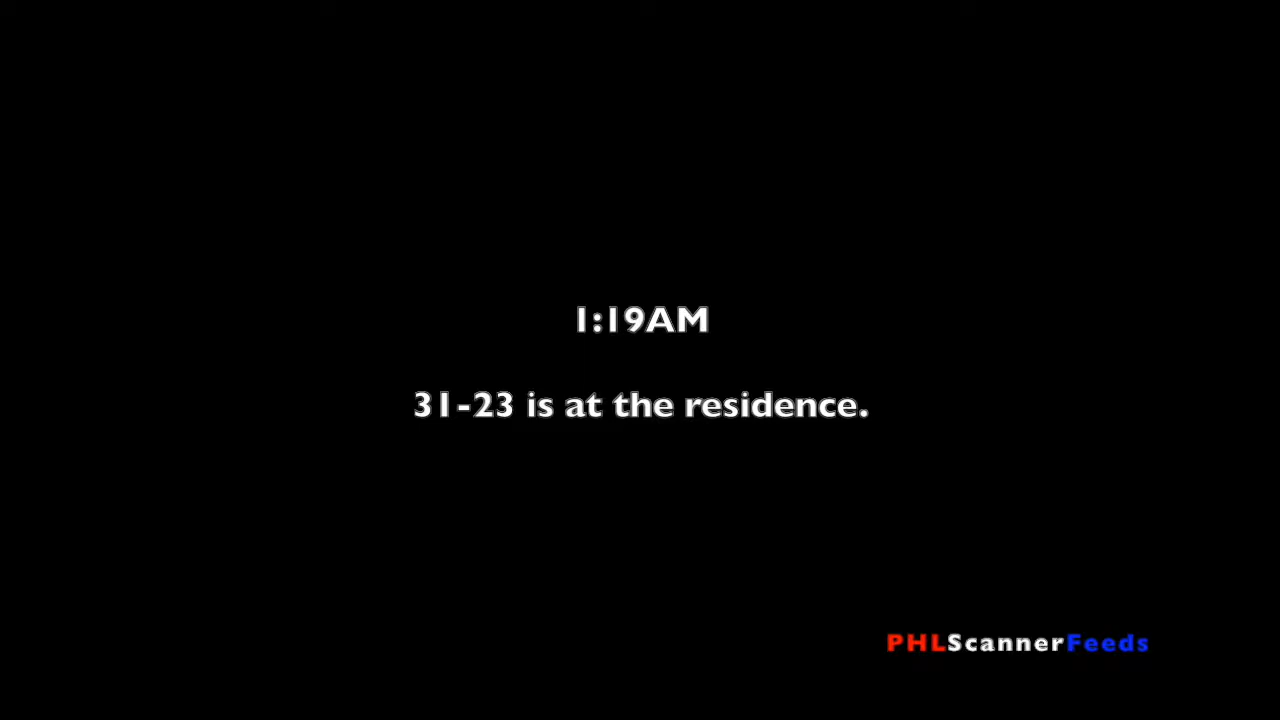 1:19AM
31-23 is at the residence.
PHLScannerFeeds